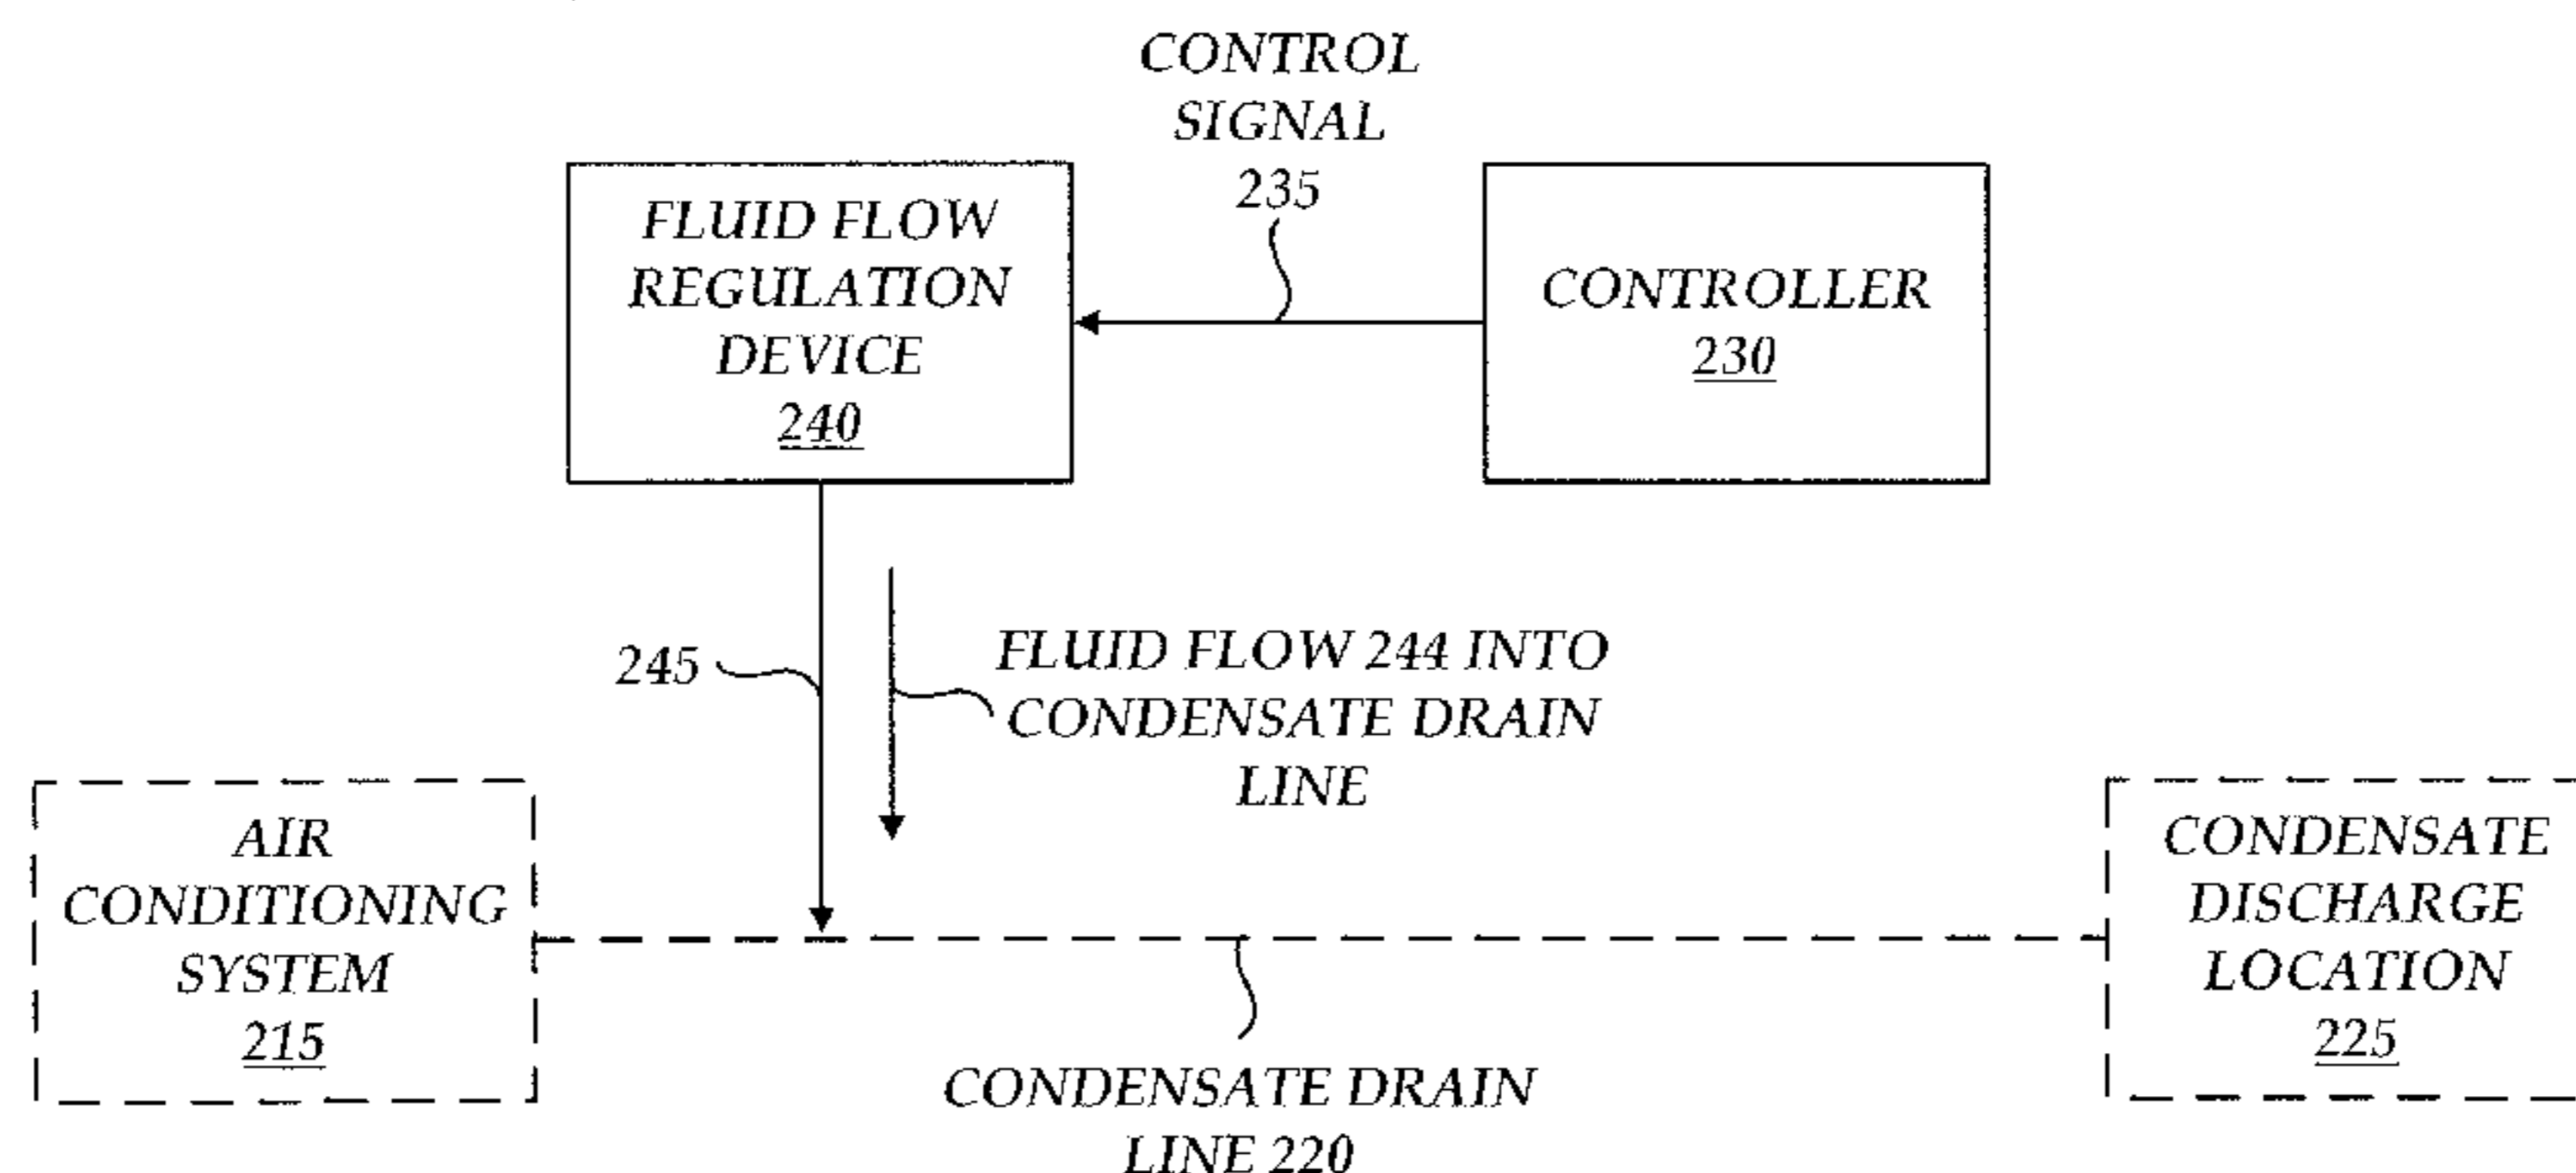 CONTROL
SIGNAL
235
FLUID FLOW
REGULATION
DEVICE
240
CONTROLLER
230
245
FLUID FLOW 244 INTO
CONDENSATE DRAIN
LINE
AIR
CONDITIONING
SYSTEM
215
CONDENSATE
DISCHARGE
LOCATION
225
CONDENSATE DRAIN
LINE 220